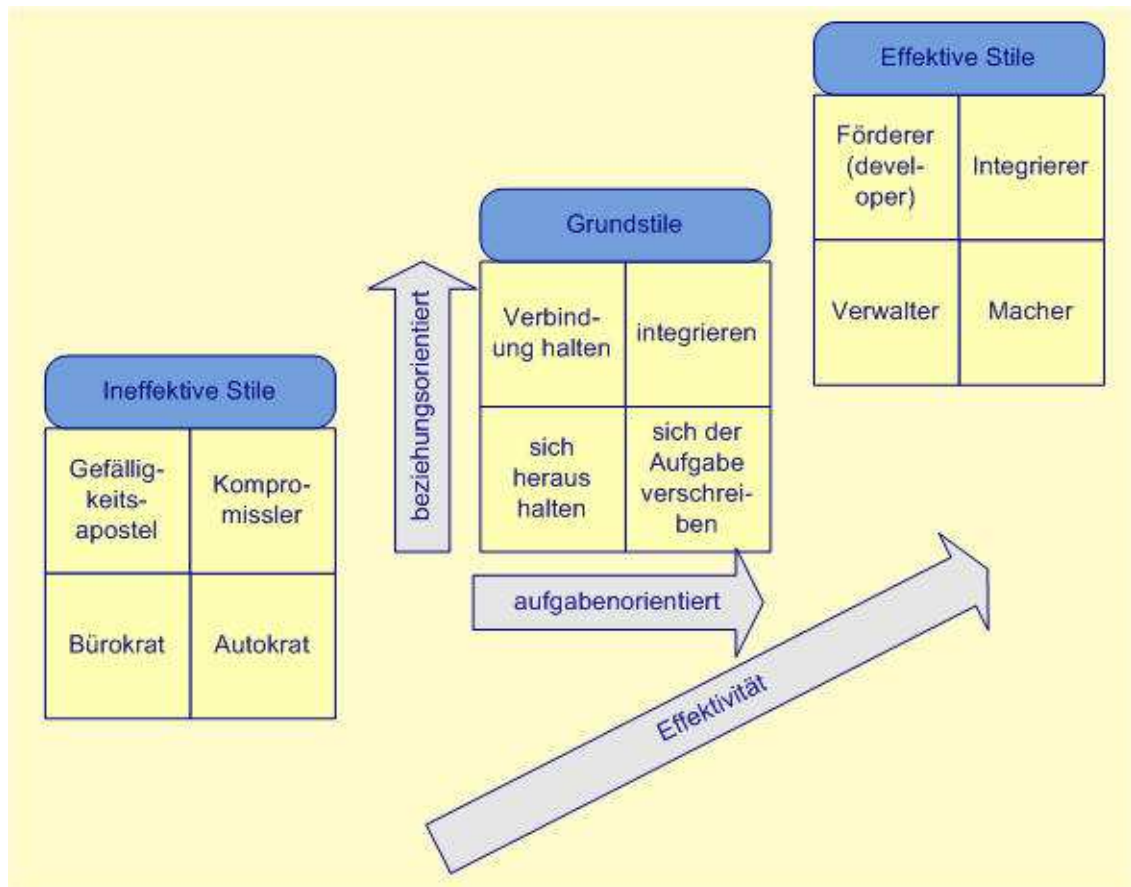 Effektive Stile
Förderer
(devel-
oper)
Integrierer
Verwalter
Macher
Grundstile
Verbind-
ung halten
integrieren
sich
heraus
halten
sich der
Aufgabe
verschrei-
ben
beziehungsorientiert
aufgabenorientiert
Ineffektive Stile
Gefällig-
keits-
apostel
Kompro-
missler
Bürokrat
Autokrat
Effektivität